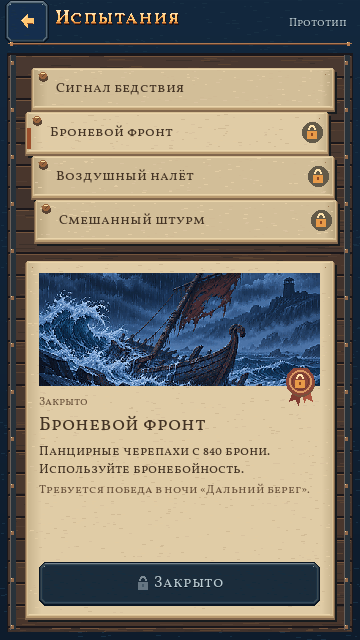 Испытания
Прототип
Сигнал бедствия
Броневой фронт
Воздушный налёт
Смешанный штурм
Закрыто
Броневой фронт
Панцирные черепахи с 840 брони.
Используйте бронебойность.
Требуется победа в ночи «Дальний берег».
Закрыто